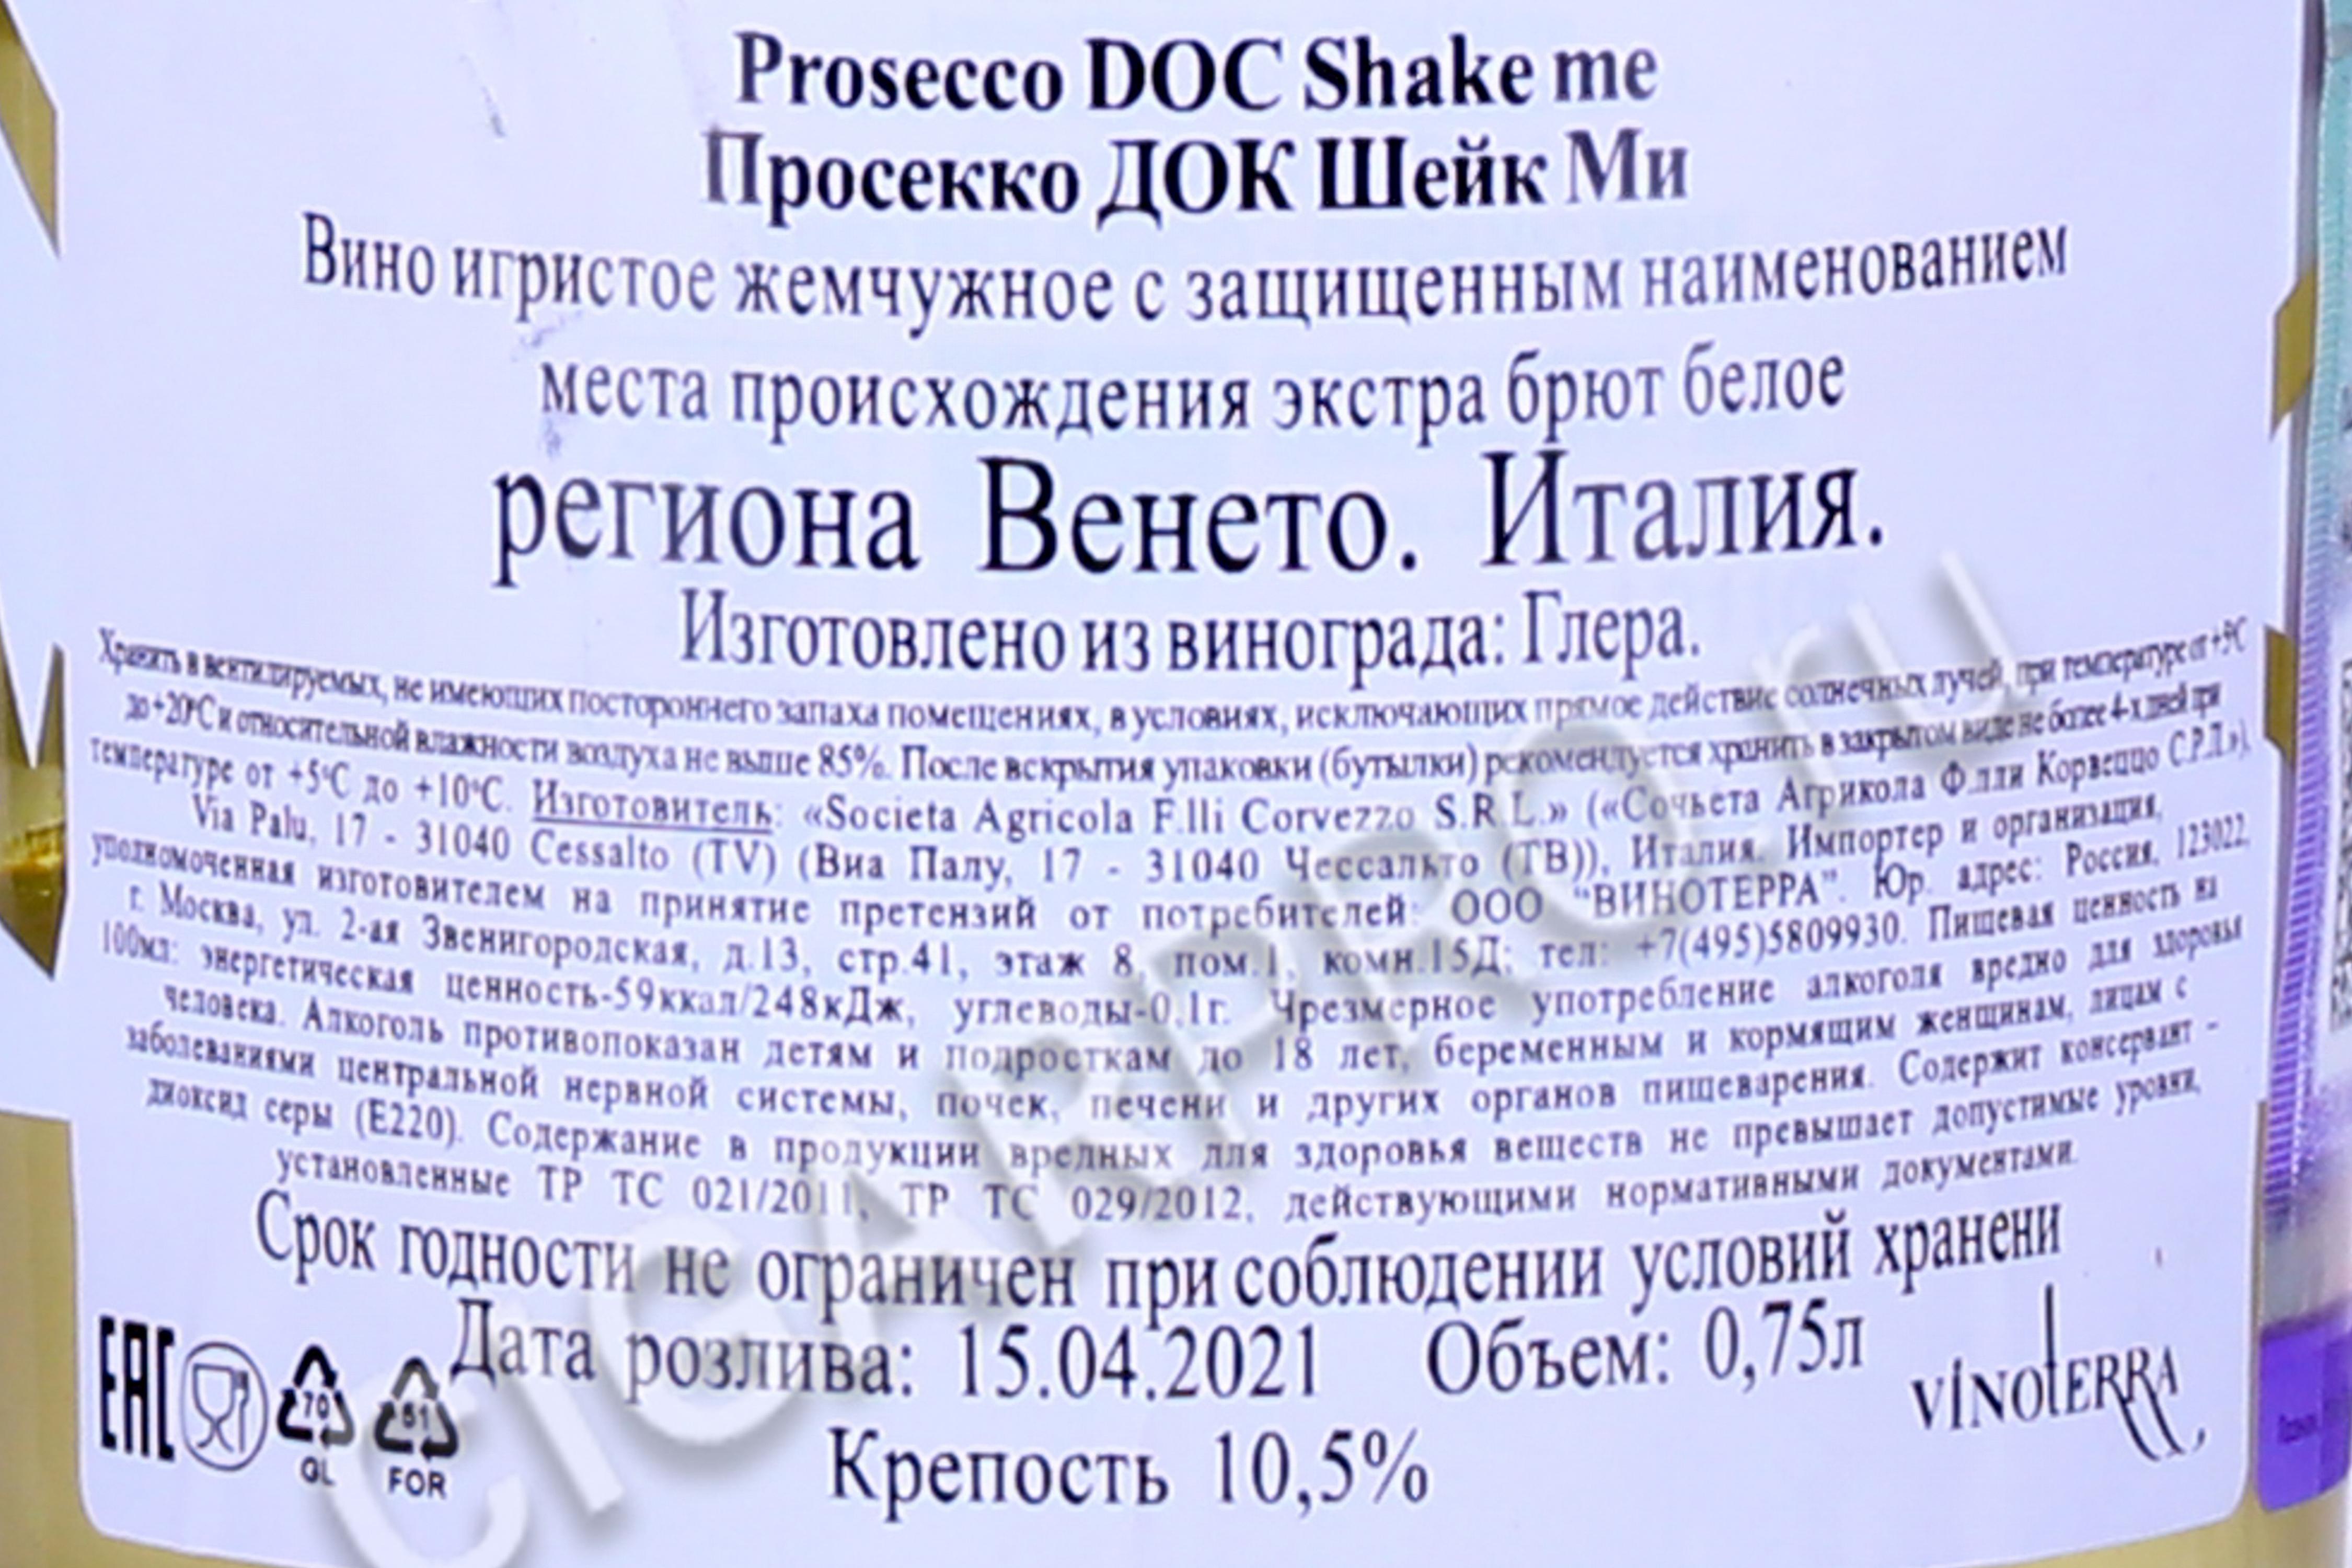 Prosecco DOC Shake me
Просекко ДОК Шейк Ми
Вино игристое жемчужное с защищенным наименованием
места происхождения экстра брют белое
региона Венето. Италия.
Изготовлено из винограда: Глера.
Хранить в вентилируемых, не имеющих постороннего запаха помещениях, в условиях, исключающих прямое действие солнечных лучей, при температуре от +5°C
до +20°C и относительной влажности воздуха не выше 85%. После вскрытия упаковки (бутылки) рекомендуется хранить в закрытом виде не более 4-х дней при
температуре от +5°C до +10°C. Изготовитель: «Societa Agricola F.lli Corvezzo S.R.L.» («Сочьета Агрикола Ф.лли Корвеццо С.Р.Л.»),
Via Palu, 17 - 31040 Cessalto (TV) (Виа Палу, 17 - 31040 Чессальто (ТВ)), Италия. Импортер и организация,
уполномоченная изготовителем на принятие претензий от потребителей: ООО "ВИНОТЕРРА". Юр. адрес: Россия, 123022,
г. Москва, ул. 2-ая Звенигородская, д.13, стр.41, этаж 8, пом.1, комн.15Д; тел: +7(495)5809930. Пищевая ценность на
100мл: энергетическая ценность-59ккал/248кДж, углеводы-0,1г. Чрезмерное употребление алкоголя вредно для здоровья
человека. Алкоголь противопоказан детям и подросткам до 18 лет, беременным и кормящим женщинам, лицам с
заболеваниями центральной нервной системы, почек, печени и других органов пищеварения. Содержит консервант -
диоксид серы (E220). Содержание в продукции вредных для здоровья веществ не превышает допустимые уровни,
установленные ТР ТС 021/2011, ТР ТС 029/2012, действующими нормативными документами.
Срок годности не ограничен при соблюдении условий хранени
Дата розлива: 15.04.2021 Объем: 0,75л
Крепость 10,5%
EAC
70
GL
51
FOR
VINOTERRA
CIGARPRO.ru